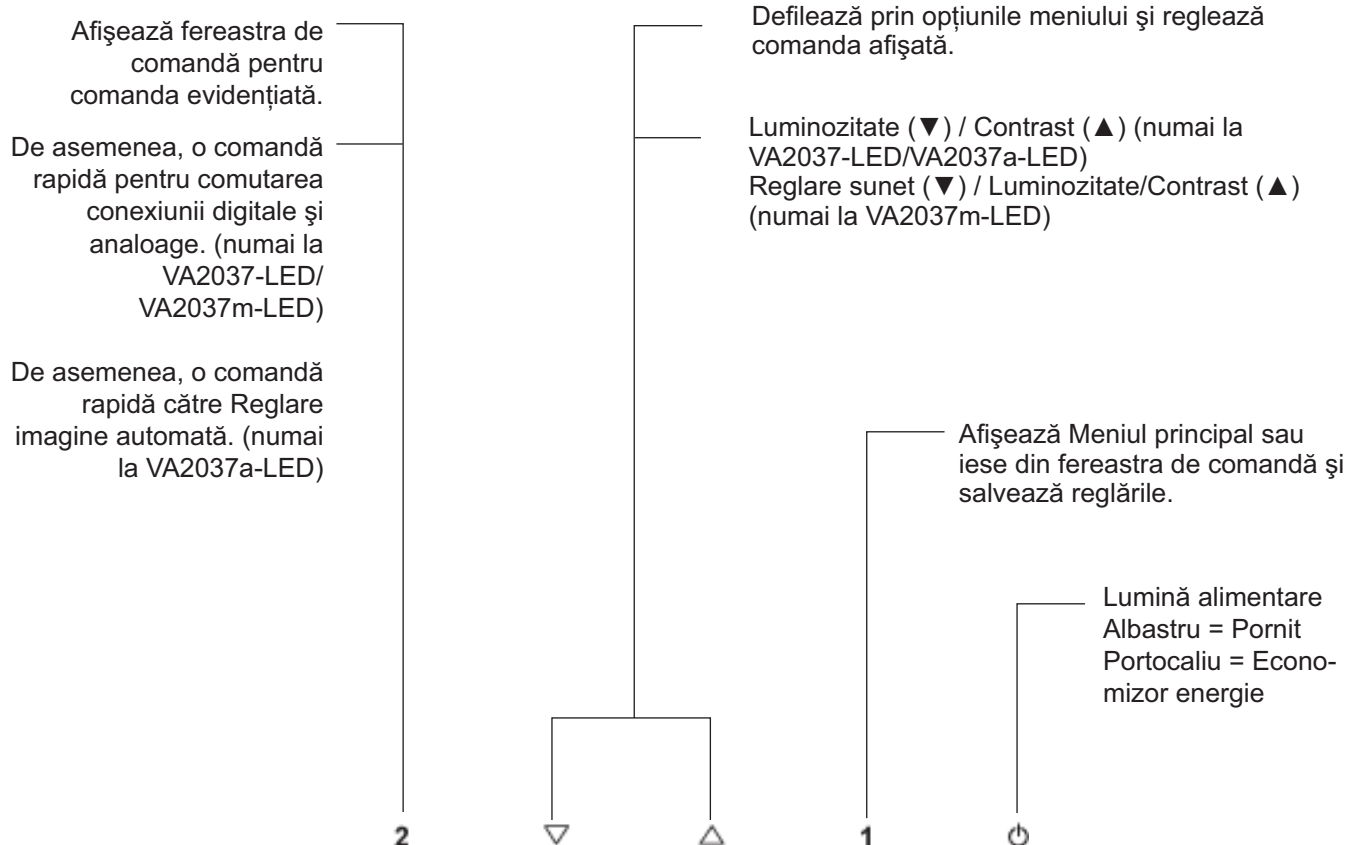 Afişează fereastra de
comandă pentru
comanda evidenţiată.
De asemenea, o comandă
rapidă pentru comutarea
conexiunii digitale şi
analoage. (numai la
VA2037-LED/
VA2037m-LED)
De asemenea, o comandă
rapidă către Reglare
imagine automată. (numai
la VA2037a-LED)
Defilează prin opţiunile meniului şi reglează
comanda afişată.
Luminozitate (▼) / Contrast (▲) (numai la
VA2037-LED/VA2037a-LED)
Reglare sunet (▼) / Luminozitate/Contrast (▲)
(numai la VA2037m-LED)
Afişează Meniul principal sau
iese din fereastra de comandă şi
salvează reglările.
Lumină alimentare
Albastru = Pornit
Portocaliu = Econo-
mizor energie
2 ▽ △ 1 ⏻